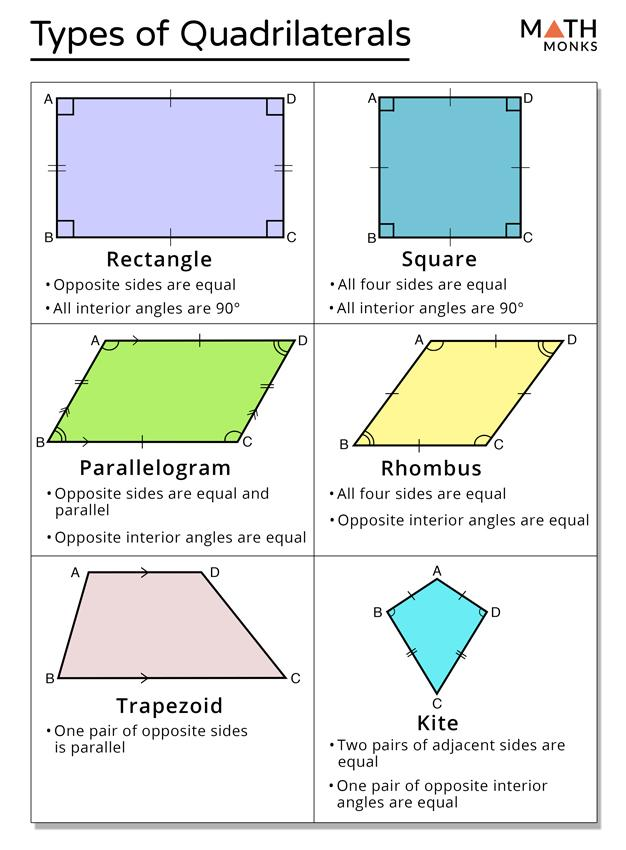 Types of Quadrilaterals
MATH
MONKS
A D
B C
Rectangle
• Opposite sides are equal
• All interior angles are 90°
A D
B C
Square
• All four sides are equal
• All interior angles are 90°
A D
B C
Parallelogram
• Opposite sides are equal and
parallel
• Opposite interior angles are equal
A D
B C
Rhombus
• All four sides are equal
• Opposite interior angles are equal
A D
B C
Trapezoid
• One pair of opposite sides
is parallel
A
B D
C
Kite
• Two pairs of adjacent sides are
equal
• One pair of opposite interior
angles are equal